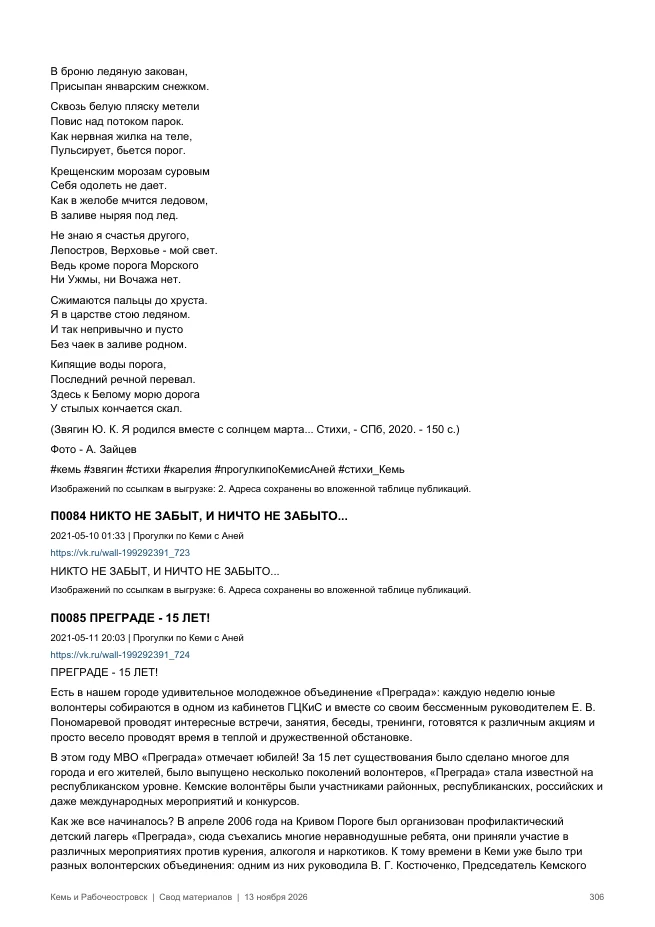 В броню ледяную закован,
Присыпан январским снежком.
Сквозь белую пляску метели
Повис над потоком парок.
Как нервная жилка на теле,
Пульсирует, бьется порог.
Крещенским морозам суровым
Себя одолеть не дает.
Как в желобе мчится ледовом,
В заливе ныряя под лед.
Не знаю я счастья другого,
Лепостров, Верховье - мой свет.
Ведь кроме порога Морского
Ни Ужмы, ни Вочажа нет.
Сжимаются пальцы до хруста.
Я в царстве стою ледяном.
И так непривычно и пусто
Без чаек в заливе родном.
Кипящие воды порога,
Последний речной перевал.
Здесь к Белому морю дорога
У стылых кончается скал.
(Звягин Ю. К. Я родился вместе с солнцем марта... Стихи, - СПб, 2020. - 150 с.)
Фото - А. Зайцев
#кемь #звягин #стихи #карелия #прогулкипоКемисАней #стихи_Кемь
Изображений по ссылкам в выгрузке: 2. Адреса сохранены во вложенной таблице публикаций.
П0084 НИКТО НЕ ЗАБЫТ, И НИЧТО НЕ ЗАБЫТО...
2021-05-10 01:33 | Прогулки по Кеми с Аней
https://vk.ru/wall-199292391_723
НИКТО НЕ ЗАБЫТ, И НИЧТО НЕ ЗАБЫТО...
Изображений по ссылкам в выгрузке: 6. Адреса сохранены во вложенной таблице публикаций.
П0085 ПРЕГРАДЕ - 15 ЛЕТ!
2021-05-11 20:03 | Прогулки по Кеми с Аней
https://vk.ru/wall-199292391_724
ПРЕГРАДЕ - 15 ЛЕТ!
Есть в нашем городе удивительное молодежное объединение «Преграда»: каждую неделю юные
волонтеры собираются в одном из кабинетов ГЦКиС и вместе со своим бессменным руководителем Е. В.
Пономаревой проводят интересные встречи, занятия, беседы, тренинги, готовятся к различным акциям и
просто весело проводят время в теплой и дружественной обстановке.
В этом году МВО «Преграда» отмечает юбилей! За 15 лет существования было сделано многое для
города и его жителей, было выпущено несколько поколений волонтеров, «Преграда» стала известной на
республиканском уровне. Кемские волонтёры были участниками районных, республиканских, российских и
даже международных мероприятий и конкурсов.
Как же все начиналось? В апреле 2006 года на Кривом Пороге был организован профилактический
детский лагерь «Преграда», сюда съехались многие неравнодушные ребята, они приняли участие в
различных мероприятиях против курения, алкоголя и наркотиков. К тому времени в Кеми уже было три
разных волонтерских объединения: одним из них руководила В. Г. Костюченко, Председатель Кемского
Кемь и Рабочеостровск | Свод материалов | 13 ноября 2026
306